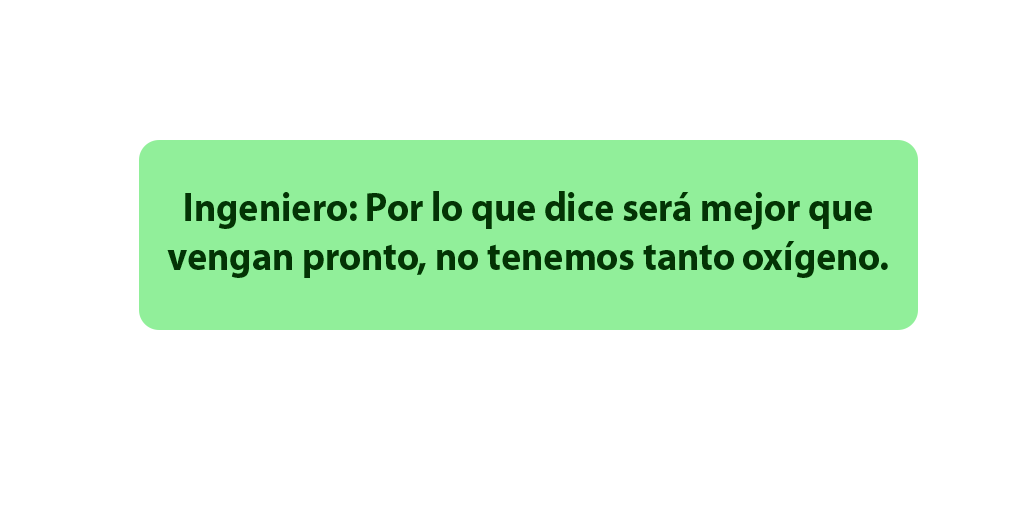 Ingeniero: Por lo que dice será mejor que
vengan pronto, no tenemos tanto oxígeno.